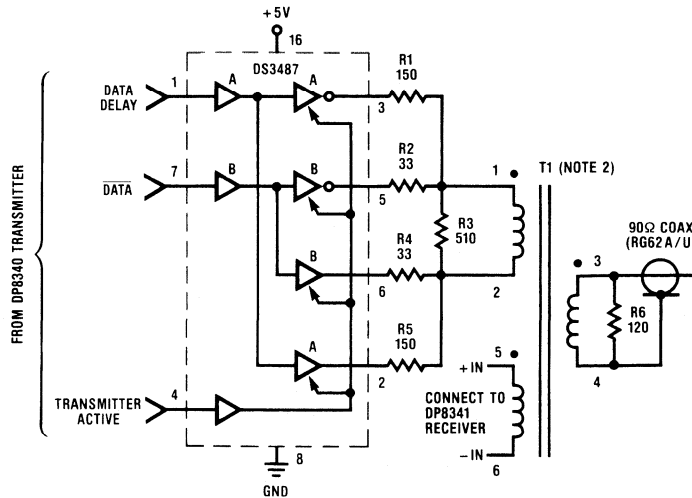 +5V
16
DS3487
FROM DP8340 TRANSMITTER
DATA
DELAY
1
A
A
3
R1
150
DATA
7
B
B
5
R2
33
1
T1 (NOTE 2)
R3
510
90Ω COAX
(RG62A/U
B
6
R4
33
2
3
R6
120
A
2
R5
150
5
4
+IN
CONNECT TO
DP8341
RECEIVER
TRANSMITTER
ACTIVE
4
−IN
6
8
GND